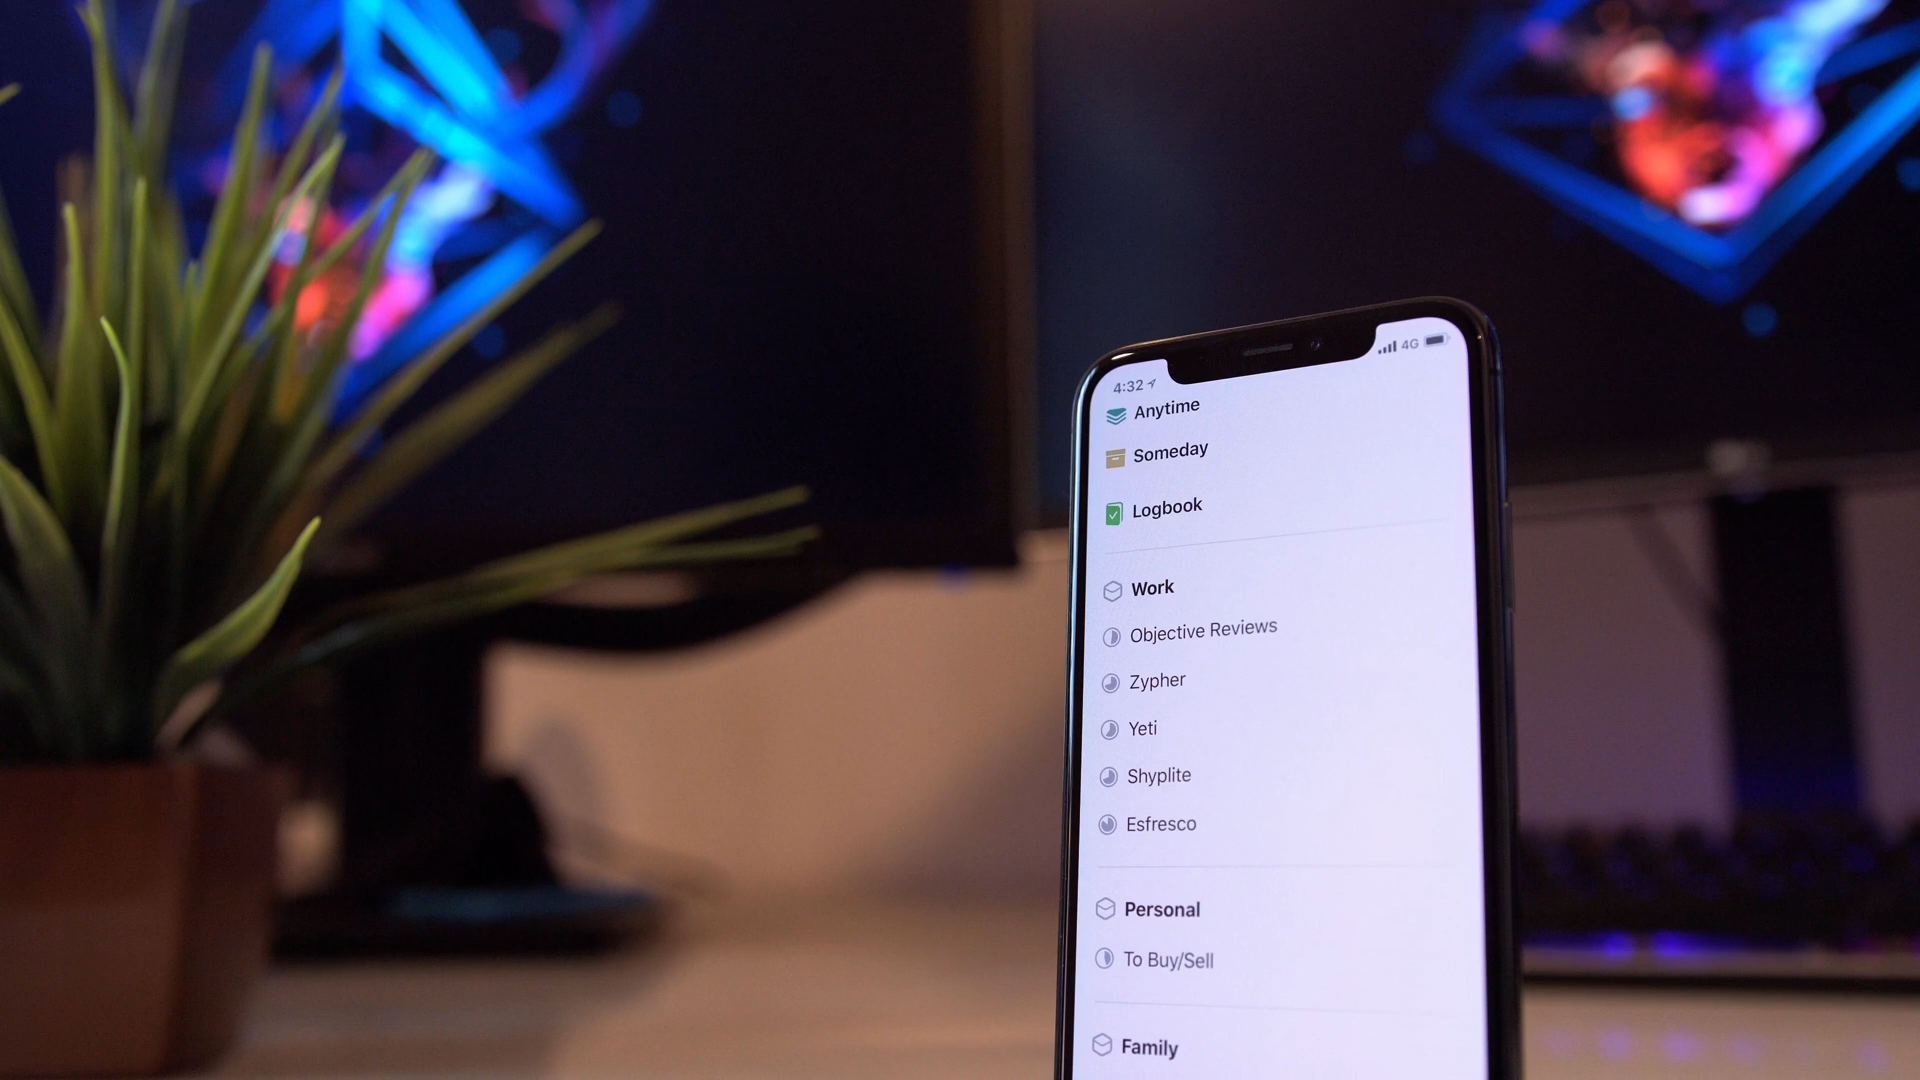 4:32 4G
Anytime
Someday
Logbook
Work
Objective Reviews
Zypher
Yeti
Shyplite
Esfresco
Personal
To Buy/Sell
Family